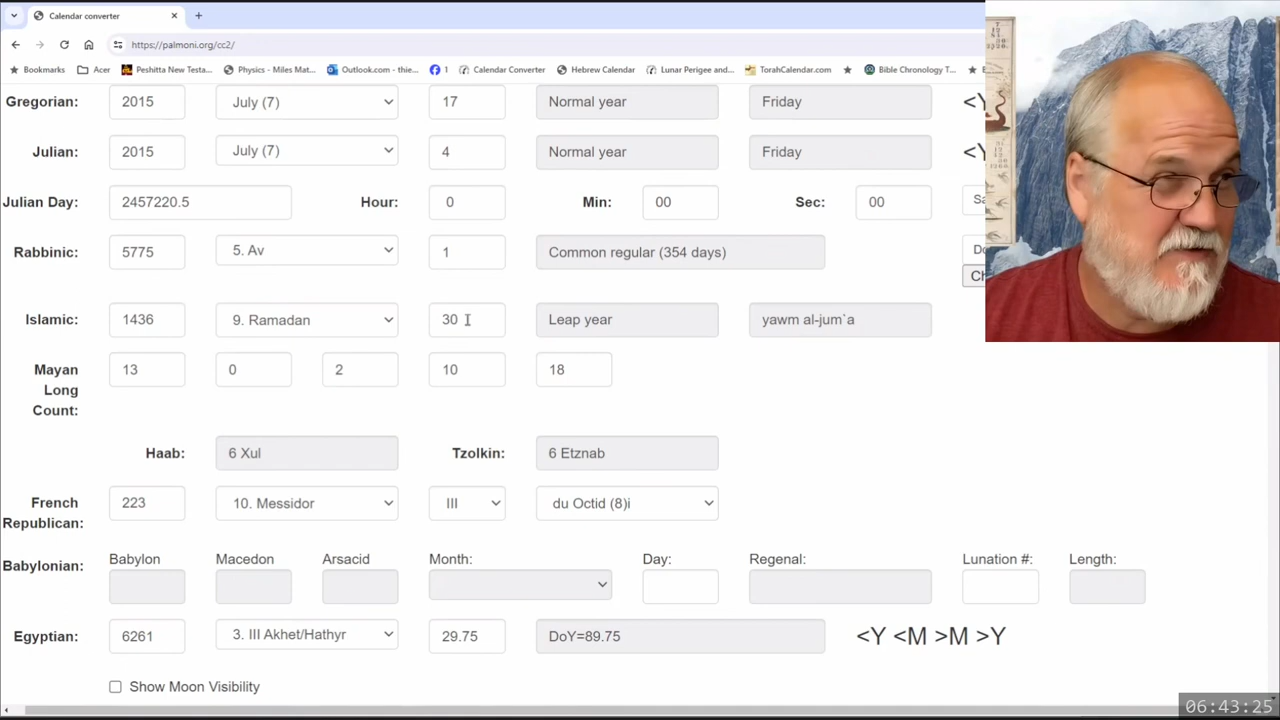 Calendar converter
https://palmoni.org/cc2/
Bookmarks Acer Peshitta New Testa... Physics - Miles Mat... Outlook.com - thie... 1 Calendar Converter Hebrew Calendar Lunar Perigee and... TorahCalendar.com Bible Chronology T...
Gregorian: 2015 July (7) 17 Normal year Friday <Y
Julian: 2015 July (7) 4 Normal year Friday <Y
Julian Day: 2457220.5 Hour: 0 Min: 00 Sec: 00 Sa
Rabbinic: 5775 5. Av 1 Common regular (354 days) Do
Ch
Islamic: 1436 9. Ramadan 30 Leap year yawm al-jum`a
Mayan 13 0 2 10 18
Long
Count:
Haab: 6 Xul Tzolkin: 6 Etznab
French 223 10. Messidor III du Octid (8)i
Republican:
Babylon Macedon Arsacid Month: Day: Regenal: Lunation #: Length:
Babylonian:
Egyptian: 6261 3. III Akhet/Hathyr 29.75 DoY=89.75 <Y <M >M >Y
Show Moon Visibility
06:43:25